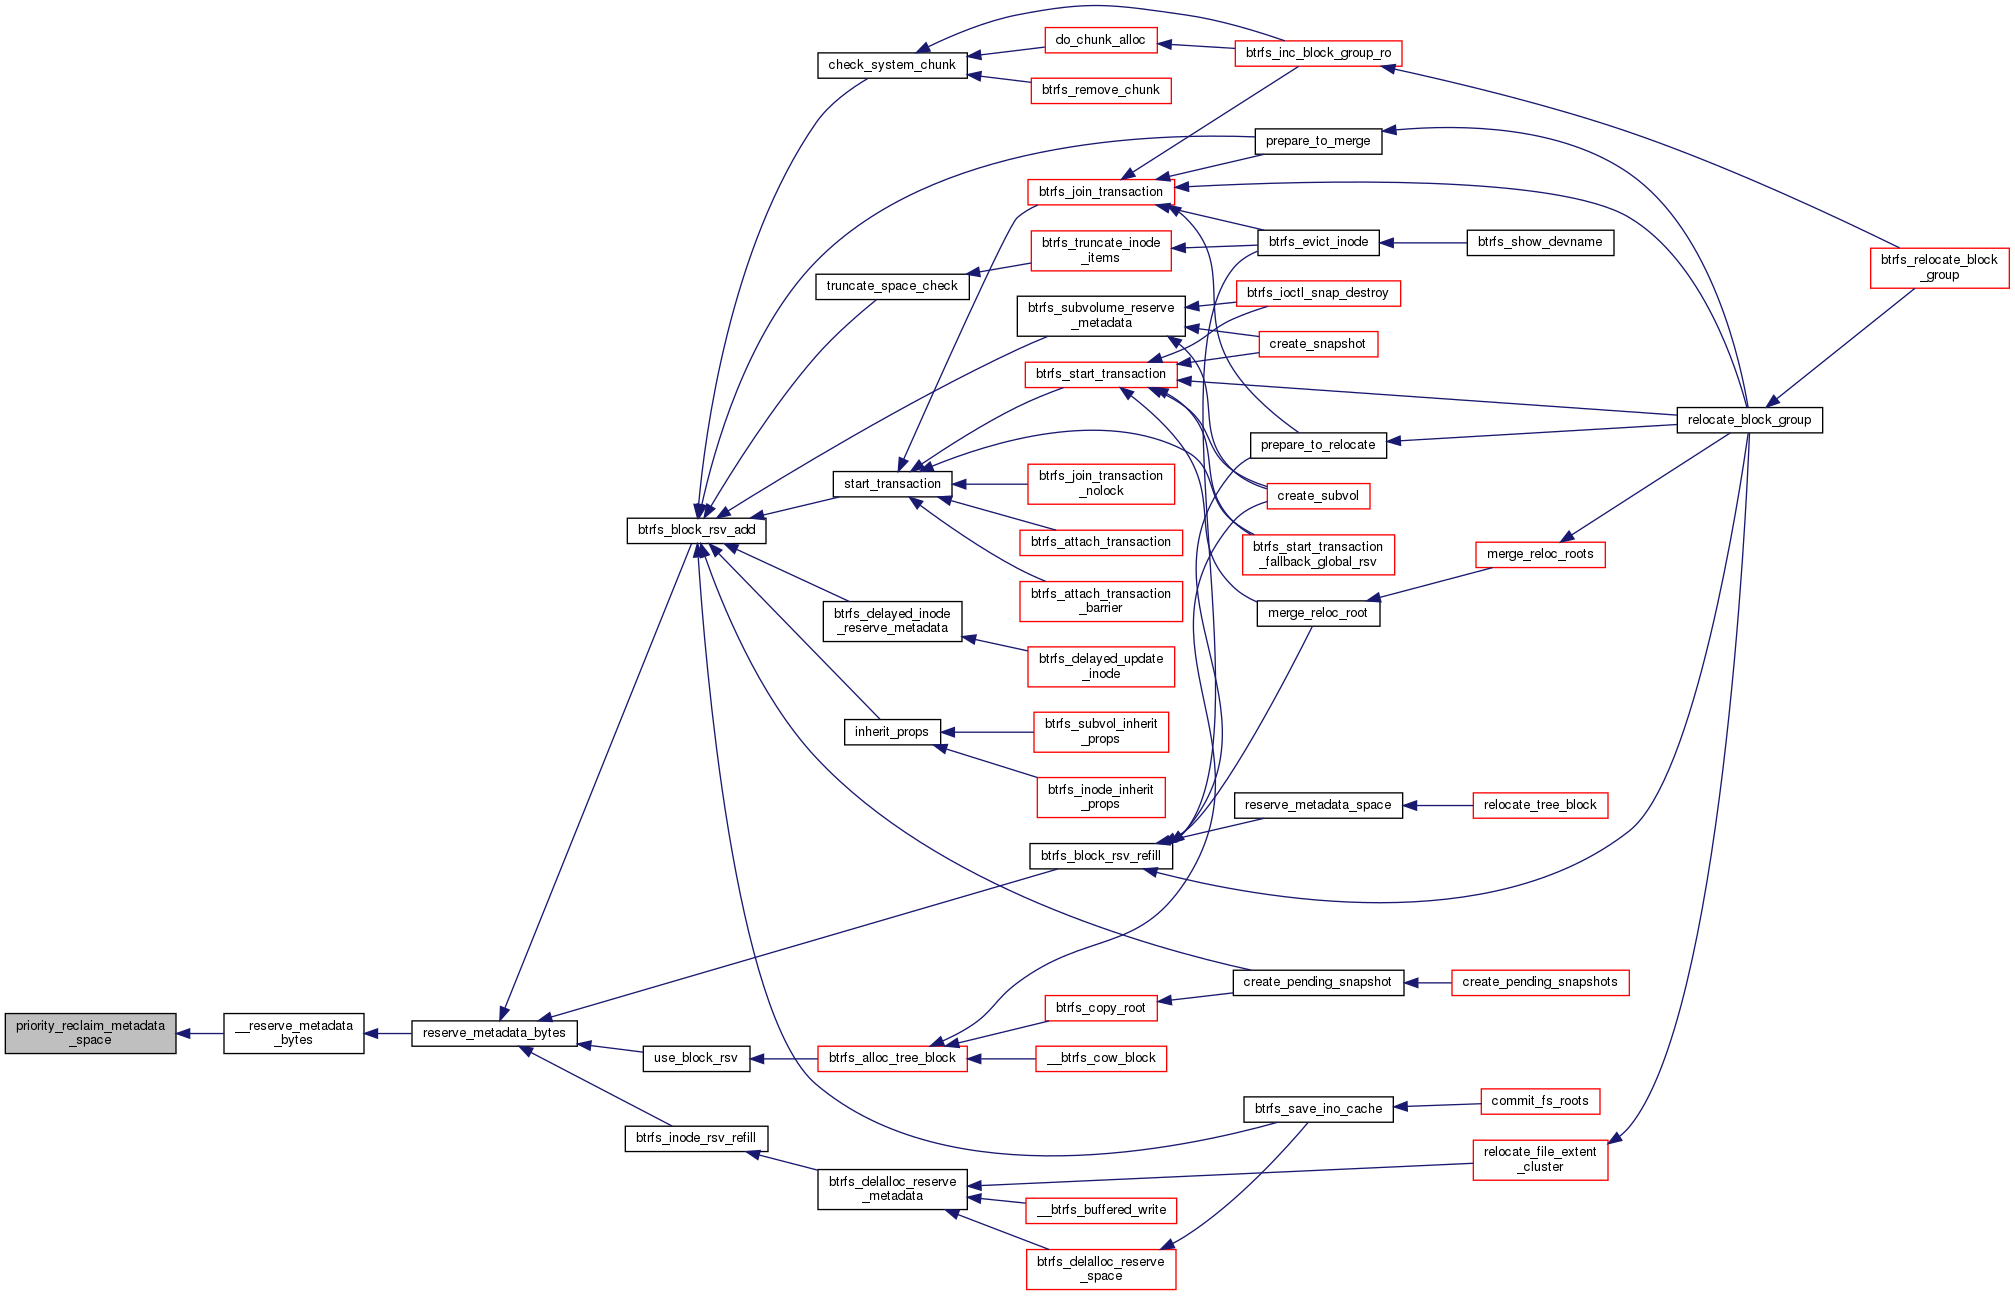 check_system_chunk
do_chunk_alloc
btrfs_remove_chunk
btrfs_inc_block_group_ro
prepare_to_merge
btrfs_join_transaction
btrfs_truncate_inode
_items
btrfs_evict_inode
btrfs_show_devname
btrfs_relocate_block
_group
truncate_space_check
btrfs_subvolume_reserve
_metadata
btrfs_ioctl_snap_destroy
create_snapshot
btrfs_start_transaction
relocate_block_group
prepare_to_relocate
start_transaction
btrfs_join_transaction
_nolock
create_subvol
btrfs_block_rsv_add
btrfs_attach_transaction
btrfs_start_transaction
_fallback_global_rsv
merge_reloc_roots
btrfs_attach_transaction
_barrier
merge_reloc_root
btrfs_delayed_inode
_reserve_metadata
btrfs_delayed_update
_inode
inherit_props
btrfs_subvol_inherit
_props
btrfs_inode_inherit
_props
reserve_metadata_space
relocate_tree_block
btrfs_block_rsv_refill
create_pending_snapshot
create_pending_snapshots
btrfs_copy_root
priority_reclaim_metadata
_space
__reserve_metadata
_bytes
reserve_metadata_bytes
use_block_rsv
btrfs_alloc_tree_block
__btrfs_cow_block
btrfs_save_ino_cache
commit_fs_roots
btrfs_inode_rsv_refill
relocate_file_extent
_cluster
btrfs_delalloc_reserve
_metadata
__btrfs_buffered_write
btrfs_delalloc_reserve
_space